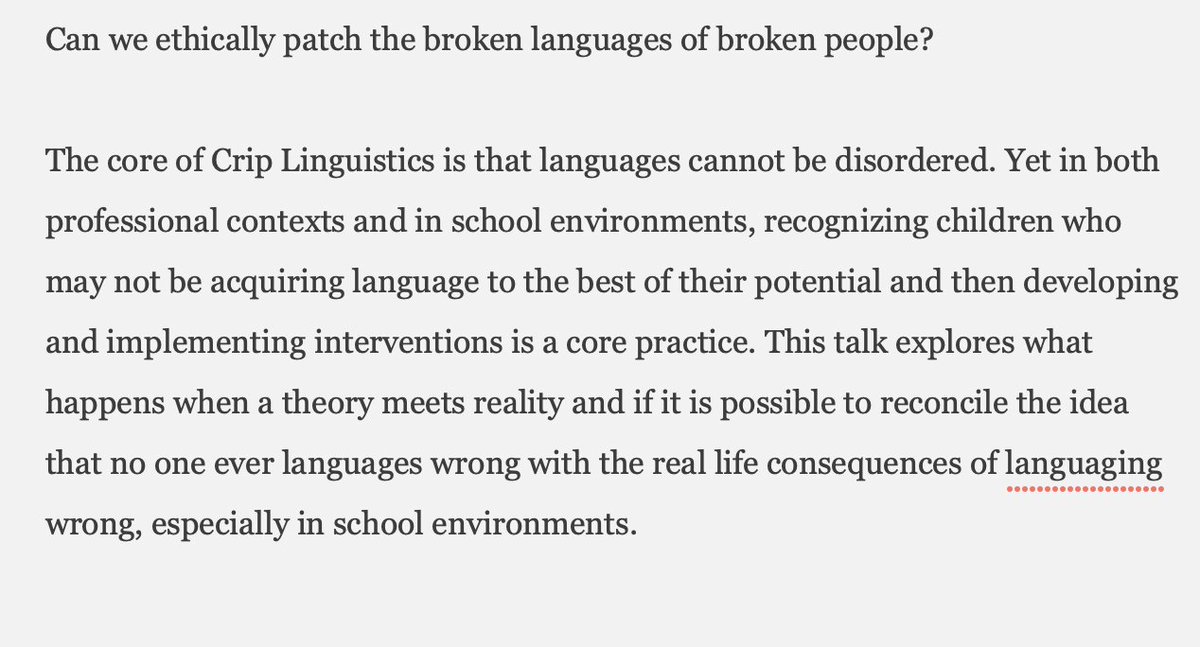 Can we ethically patch the broken languages of broken people?
The core of Crip Linguistics is that languages cannot be disordered. Yet in both
professional contexts and in school environments, recognizing children who
may not be acquiring language to the best of their potential and then developing
and implementing interventions is a core practice. This talk explores what
happens when a theory meets reality and if it is possible to reconcile the idea
that no one ever languages wrong with the real life consequences of languaging
wrong, especially in school environments.